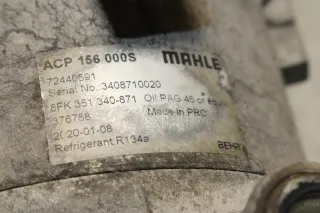 ACP 156 000S MAHLE
72440591
Serial No.:3408710020
8FK 351 340-871 Oil PAG 46 or
376758 Made in PRC
2020-01-08
Refrigerant R134a BEHR